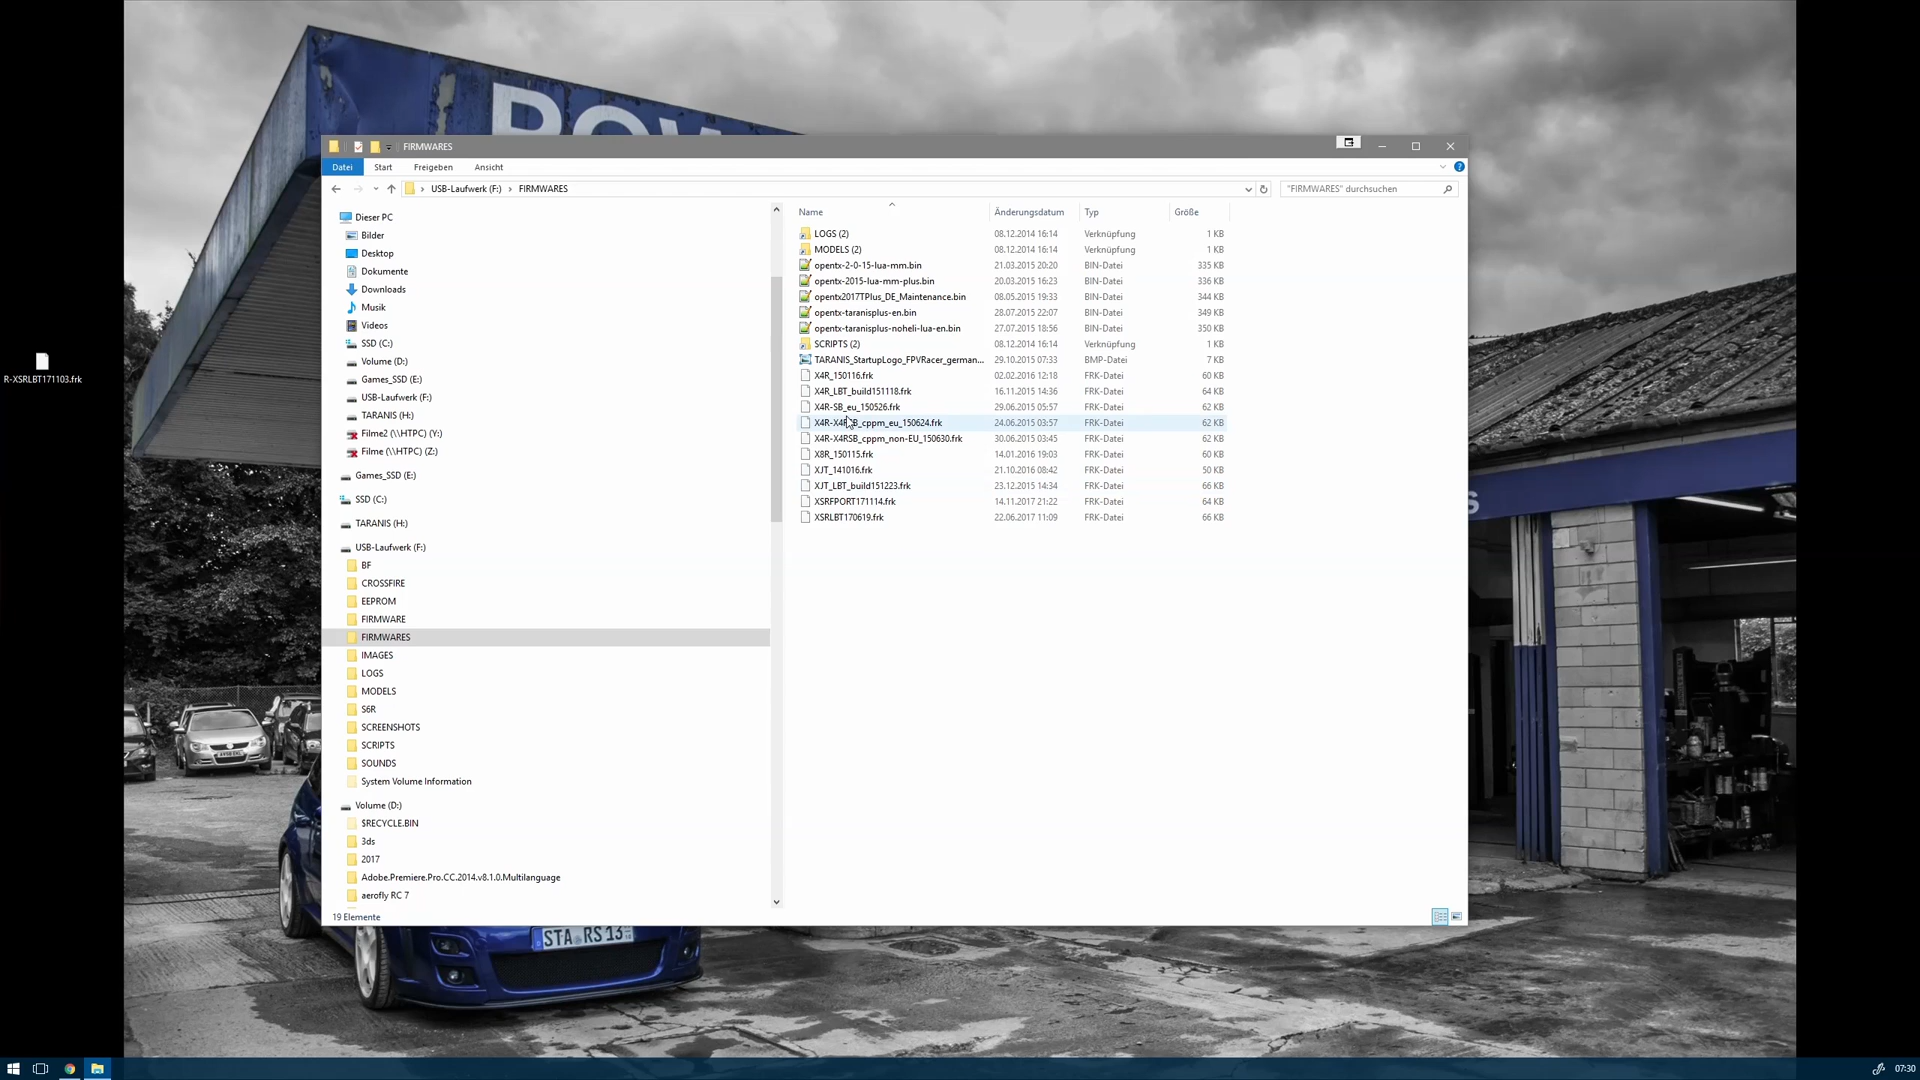 POW
FIRMWARES
Datei Start Freigeben Ansicht
USB-Laufwerk (F:) FIRMWARES "FIRMWARES" durchsuchen
Dieser PC
Bilder
Desktop
Dokumente
Downloads
Musik
Videos
SSD (C:)
Volume (D:)
Games_SSD (E:)
USB-Laufwerk (F:)
TARANIS (H:)
Filme2 (\\HTPC) (Y:)
Filme (\\HTPC) (Z:)
Games_SSD (E:)
SSD (C:)
TARANIS (H:)
USB-Laufwerk (F:)
BF
CROSSFIRE
EEPROM
FIRMWARE
FIRMWARES
IMAGES
LOGS
MODELS
S6R
SCREENSHOTS
SCRIPTS
SOUNDS
System Volume Information
Volume (D:)
$RECYCLE.BIN
3ds
2017
Adobe.Premiere.Pro.CC.2014.v8.1.0.Multilanguage
aerofly RC 7
Name Änderungsdatum Typ Größe
LOGS (2) 08.12.2014 16:14 Verknüpfung 1 KB
MODELS (2) 08.12.2014 16:14 Verknüpfung 1 KB
opentx-2-0-15-lua-mm.bin 21.03.2015 20:20 BIN-Datei 335 KB
opentx-2015-lua-mm-plus.bin 20.03.2015 16:23 BIN-Datei 336 KB
opentx2017TPlus_DE_Maintenance.bin 08.05.2015 19:33 BIN-Datei 344 KB
opentx-taranisplus-en.bin 28.07.2015 22:07 BIN-Datei 349 KB
opentx-taranisplus-noheli-lua-en.bin 27.07.2015 18:56 BIN-Datei 350 KB
SCRIPTS (2) 08.12.2014 16:14 Verknüpfung 1 KB
TARANIS_StartupLogo_FPVRacer_german... 29.10.2015 07:33 BMP-Datei 7 KB
X4R_150116.frk 02.02.2016 12:18 FRK-Datei 60 KB
X4R_LBT_build151118.frk 16.11.2015 14:36 FRK-Datei 64 KB
X4R-SB_eu_150526.frk 29.06.2015 05:57 FRK-Datei 62 KB
X4R-X4RSB_cppm_eu_150624.frk 24.06.2015 03:57 FRK-Datei 62 KB
X4R-X4RSB_cppm_non-EU_150630.frk 30.06.2015 03:45 FRK-Datei 62 KB
X8R_150115.frk 14.01.2016 19:03 FRK-Datei 60 KB
XJT_141016.frk 21.10.2016 08:42 FRK-Datei 50 KB
XJT_LBT_build151223.frk 23.12.2015 14:34 FRK-Datei 66 KB
XSRFPORT171114.frk 14.11.2017 21:22 FRK-Datei 64 KB
XSRLBT170619.frk 22.06.2017 11:09 FRK-Datei 66 KB
19 Elemente
R-XSRLBT171103.frk
STA RS 13
S
07:30